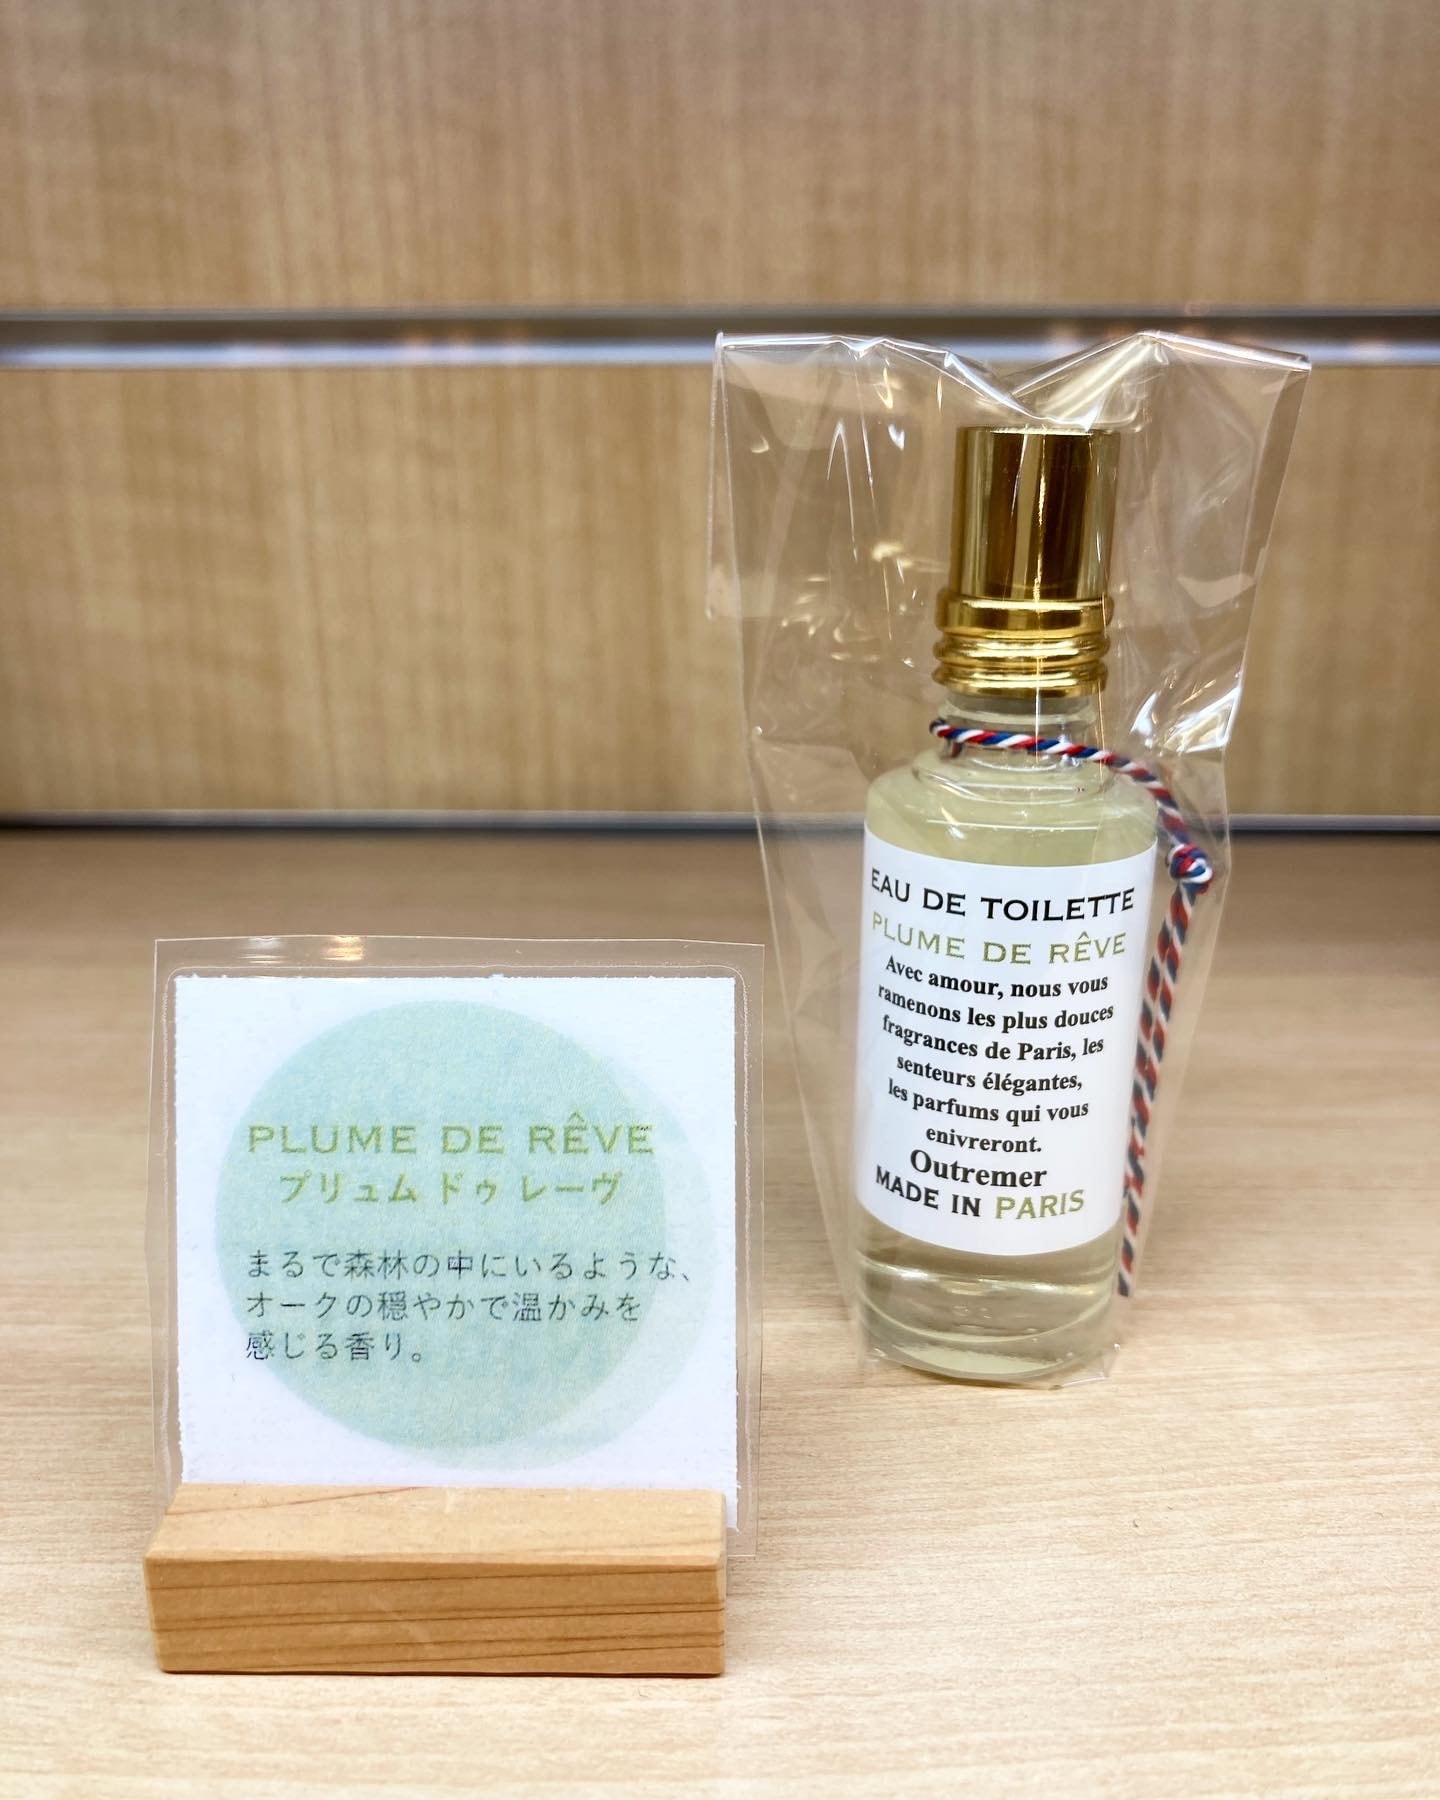 PLUME DE RÊVE
プリュム ドゥ レーヴ
まるで森林の中にいるような、
オークの穏やかで温かみを
感じる香り。
EAU DE TOILETTE
PLUME DE RÊVE
Avec amour, nous vous
ramenons les plus douces
fragrances de Paris, les
senteurs élégantes,
les parfums qui vous
enivreront.
Outremer
MADE IN PARIS